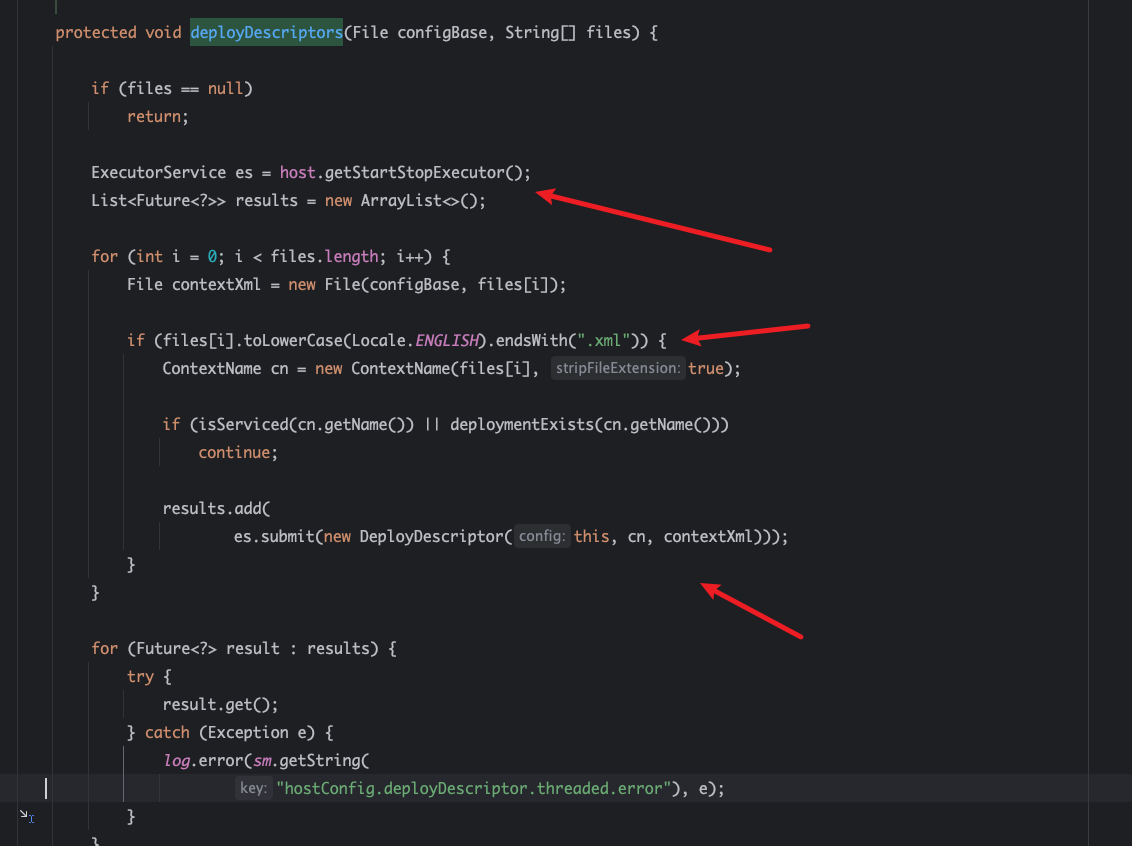 protected void deployDescriptors(File configBase, String[] files) {
if (files == null)
return;
ExecutorService es = host.getStartStopExecutor();
List<Future<?>> results = new ArrayList<>();
for (int i = 0; i < files.length; i++) {
File contextXml = new File(configBase, files[i]);
if (files[i].toLowerCase(Locale.ENGLISH).endsWith(".xml")) {
ContextName cn = new ContextName(files[i], stripFileExtension: true);
if (isServiced(cn.getName()) || deploymentExists(cn.getName()))
continue;
results.add(
es.submit(new DeployDescriptor( config: this, cn, contextXml)));
}
}
for (Future<?> result : results) {
try {
result.get();
} catch (Exception e) {
log.error(sm.getString(
key: "hostConfig.deployDescriptor.threaded.error"), e);
}
}